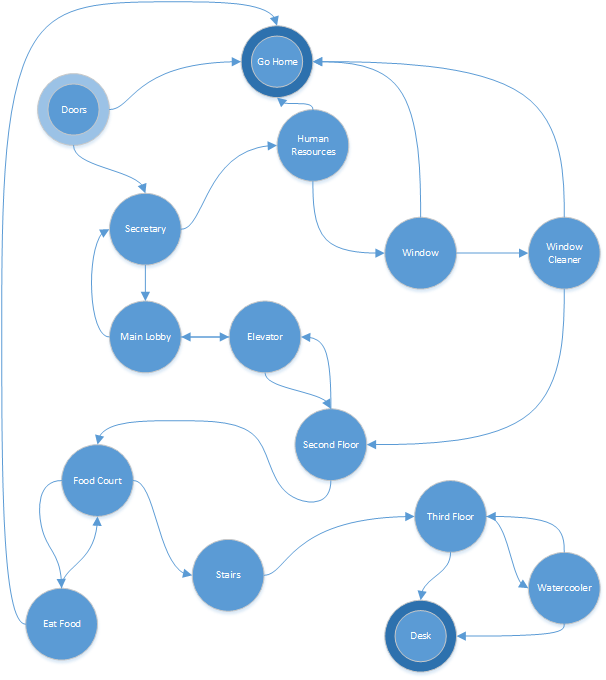 Go Home
Doors
Human
Resources
Secretary
Window
Window
Cleaner
Main Lobby
Elevator
Second Floor
Food Court
Third Floor
Stairs
Watercooler
Eat Food
Desk